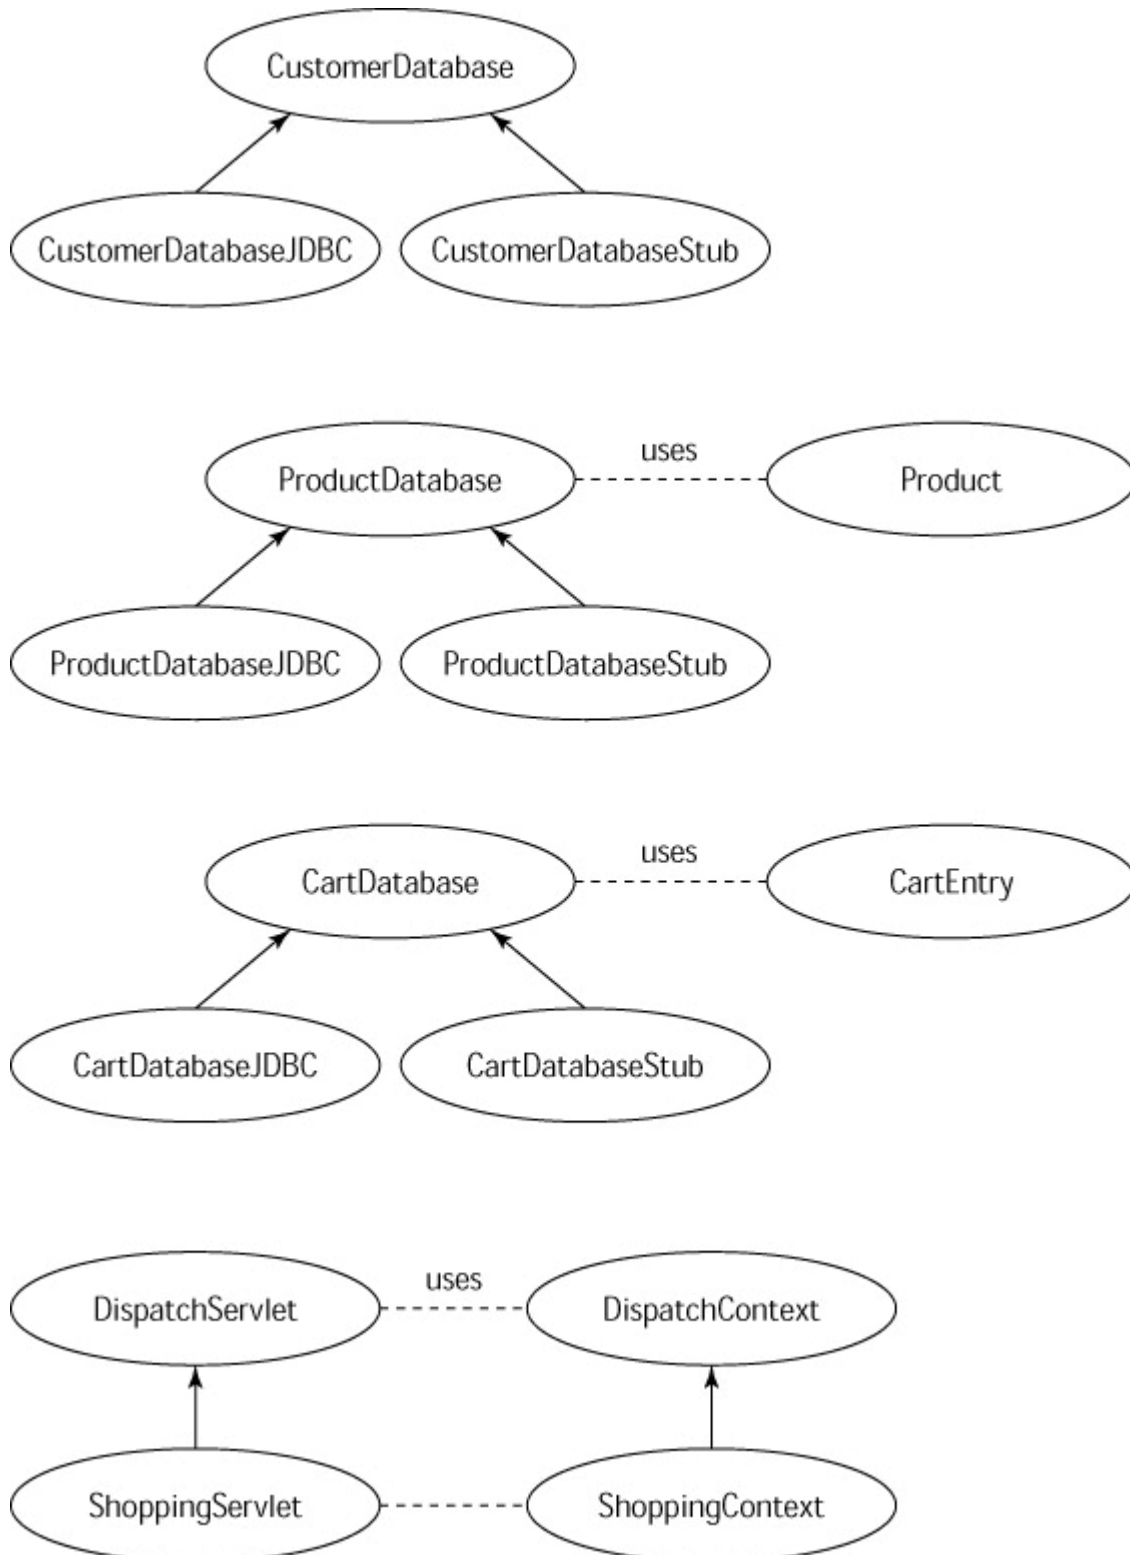 CustomerDatabase
CustomerDatabaseJDBC
CustomerDatabaseStub
ProductDatabase
uses
Product
ProductDatabaseJDBC
ProductDatabaseStub
CartDatabase
uses
CartEntry
CartDatabaseJDBC
CartDatabaseStub
DispatchServlet
uses
DispatchContext
ShoppingServlet
ShoppingContext